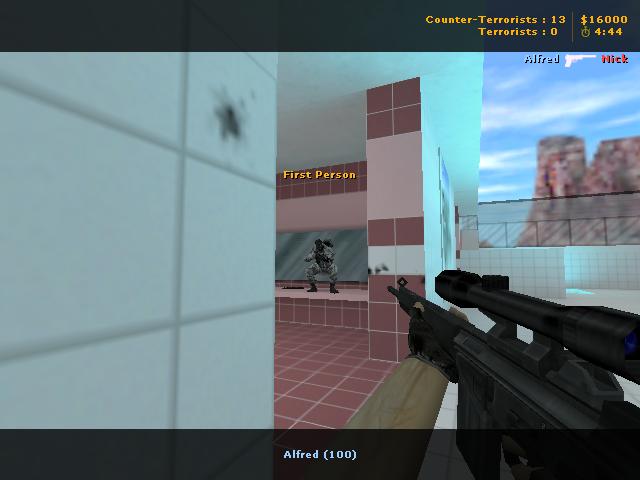 Counter-Terrorists : 13 $16000
Terrorists : 0 4:44
Alfred Nick
First Person
Alfred (100)